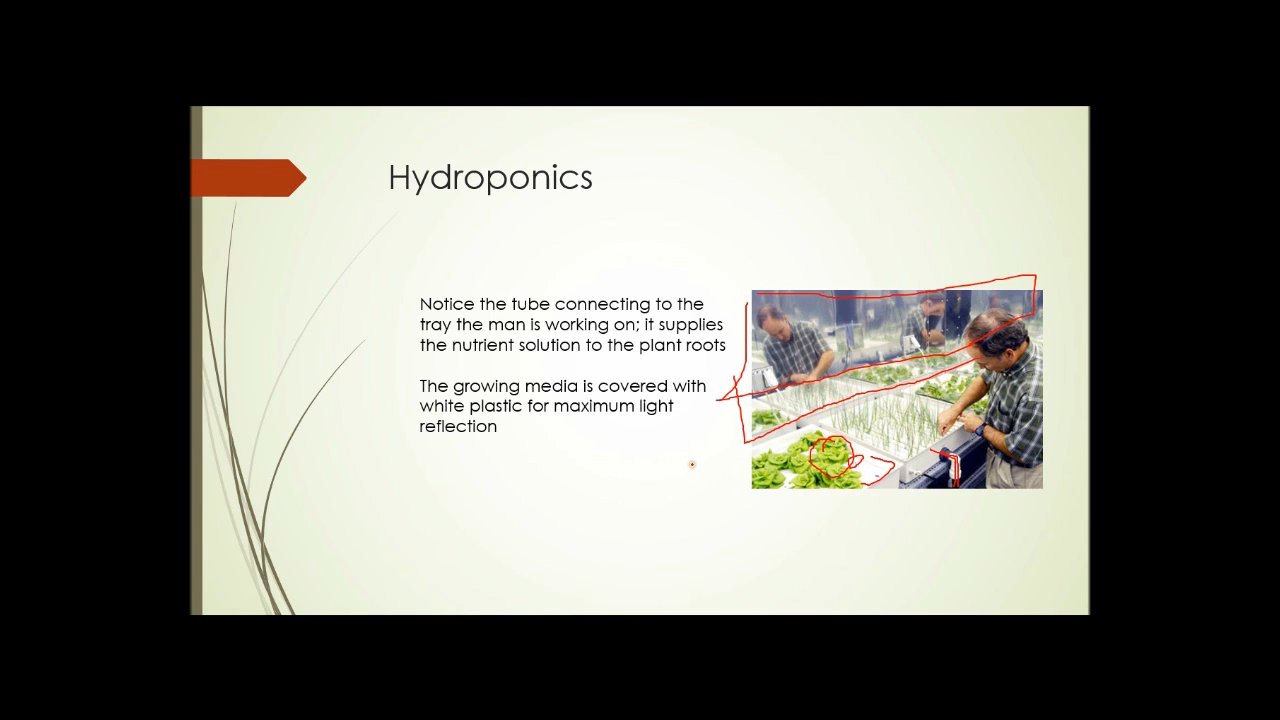 Hydroponics
Notice the tube connecting to the
tray the man is working on; it supplies
the nutrient solution to the plant roots
The growing media is covered with
white plastic for maximum light
reflection